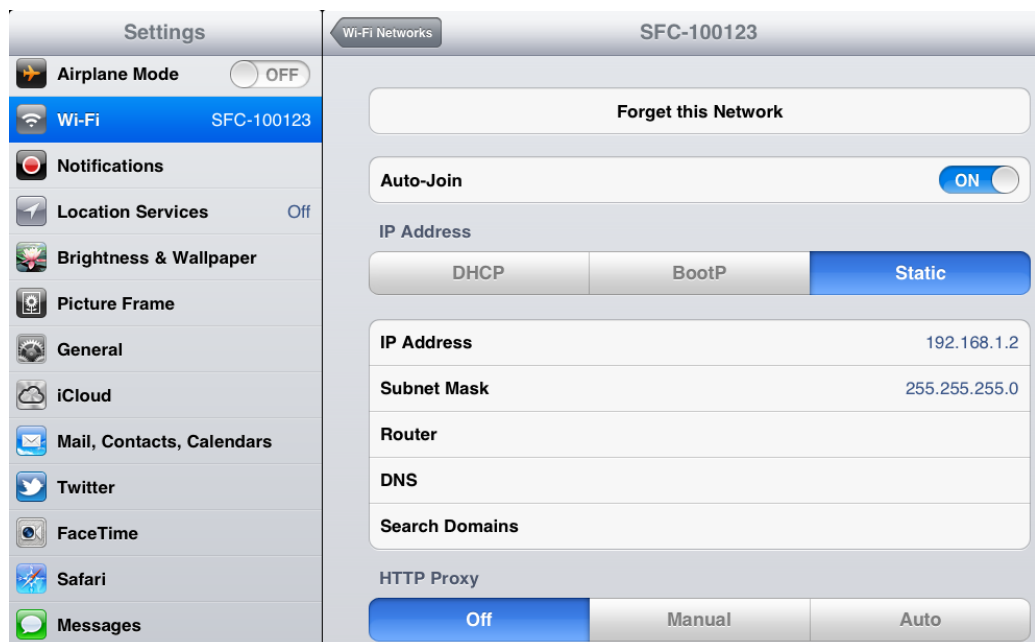 Settings
Airplane Mode OFF
Wi-Fi SFC-100123
Notifications
Location Services Off
Brightness & Wallpaper
Picture Frame
General
iCloud
Mail, Contacts, Calendars
Twitter
FaceTime
Safari
Messages
Wi-Fi Networks SFC-100123
Forget this Network
Auto-Join ON
IP Address
DHCP BootP Static
IP Address 192.168.1.2
Subnet Mask 255.255.255.0
Router
DNS
Search Domains
HTTP Proxy
Off Manual Auto